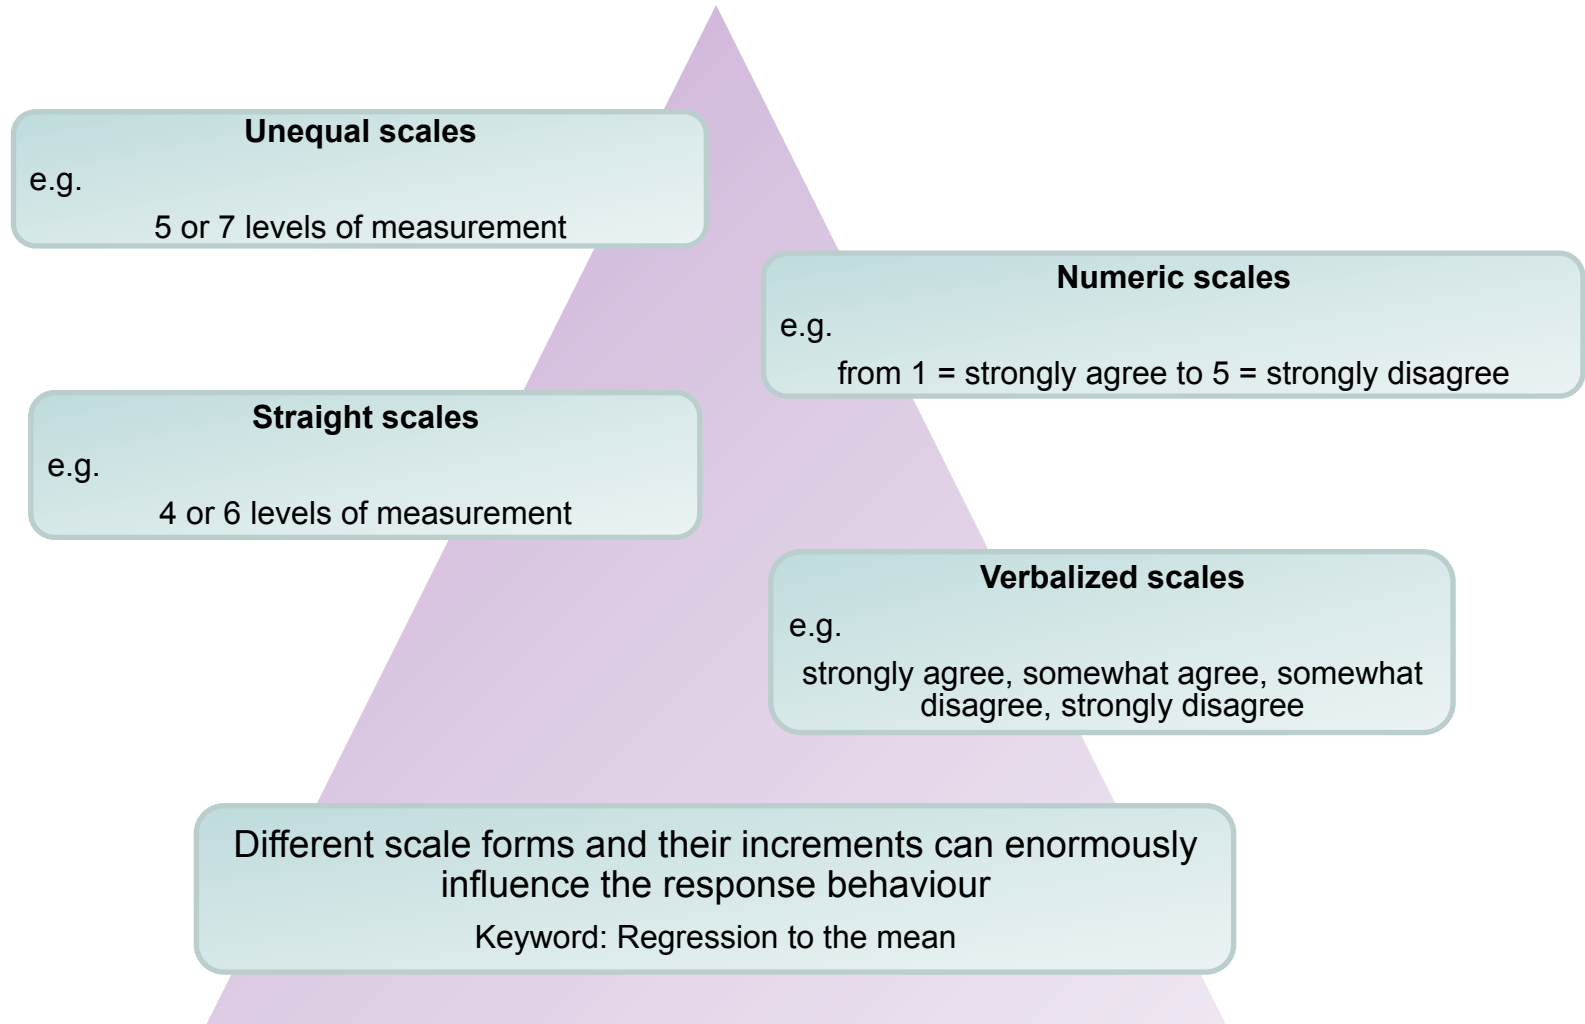 Unequal scales
e.g.
5 or 7 levels of measurement
Numeric scales
e.g.
from 1 = strongly agree to 5 = strongly disagree
Straight scales
e.g.
4 or 6 levels of measurement
Verbalized scales
e.g.
strongly agree, somewhat agree, somewhat
disagree, strongly disagree
Different scale forms and their increments can enormously
influence the response behaviour
Keyword: Regression to the mean